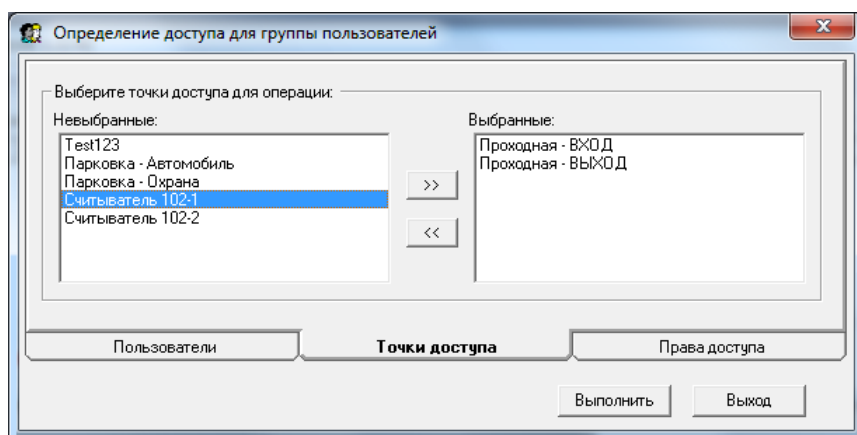 Определение доступа для группы пользователей
Выберите точки доступа для операции:
Невыбранные:
Выбранные:
Test123
Парковка - Автомобиль
Парковка - Охрана
Считыватель 102-1
Считыватель 102-2
>>
<<
Проходная - ВХОД
Проходная - ВЫХОД
Пользователи
Точки доступа
Права доступа
Выполнить
Выход